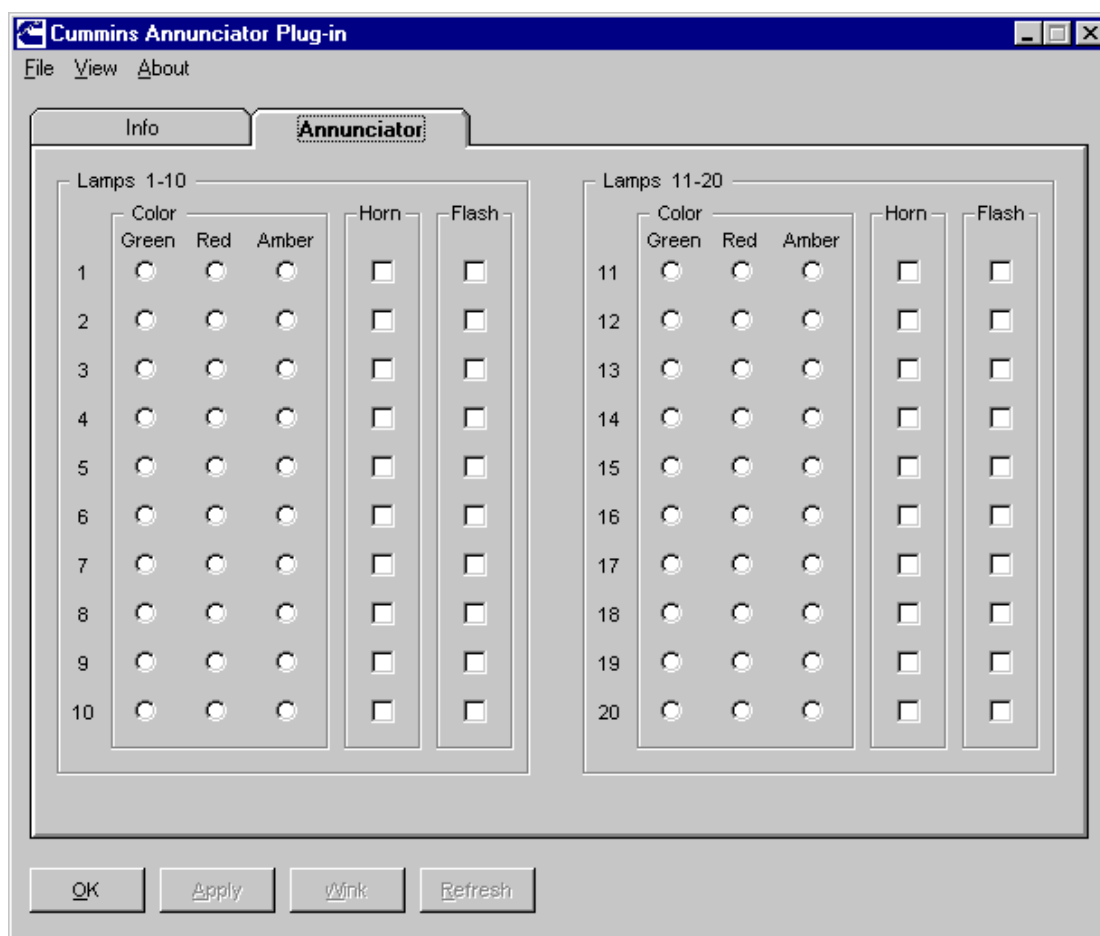 Cummins Annunciator Plug-in
File View About
Info Annunciator
Lamps 1-10 Lamps 11-20
Color Horn Flash Color Horn Flash
Green Red Amber Green Red Amber
1 11
2 12
3 13
4 14
5 15
6 16
7 17
8 18
9 19
10 20
OK Apply Wink Refresh